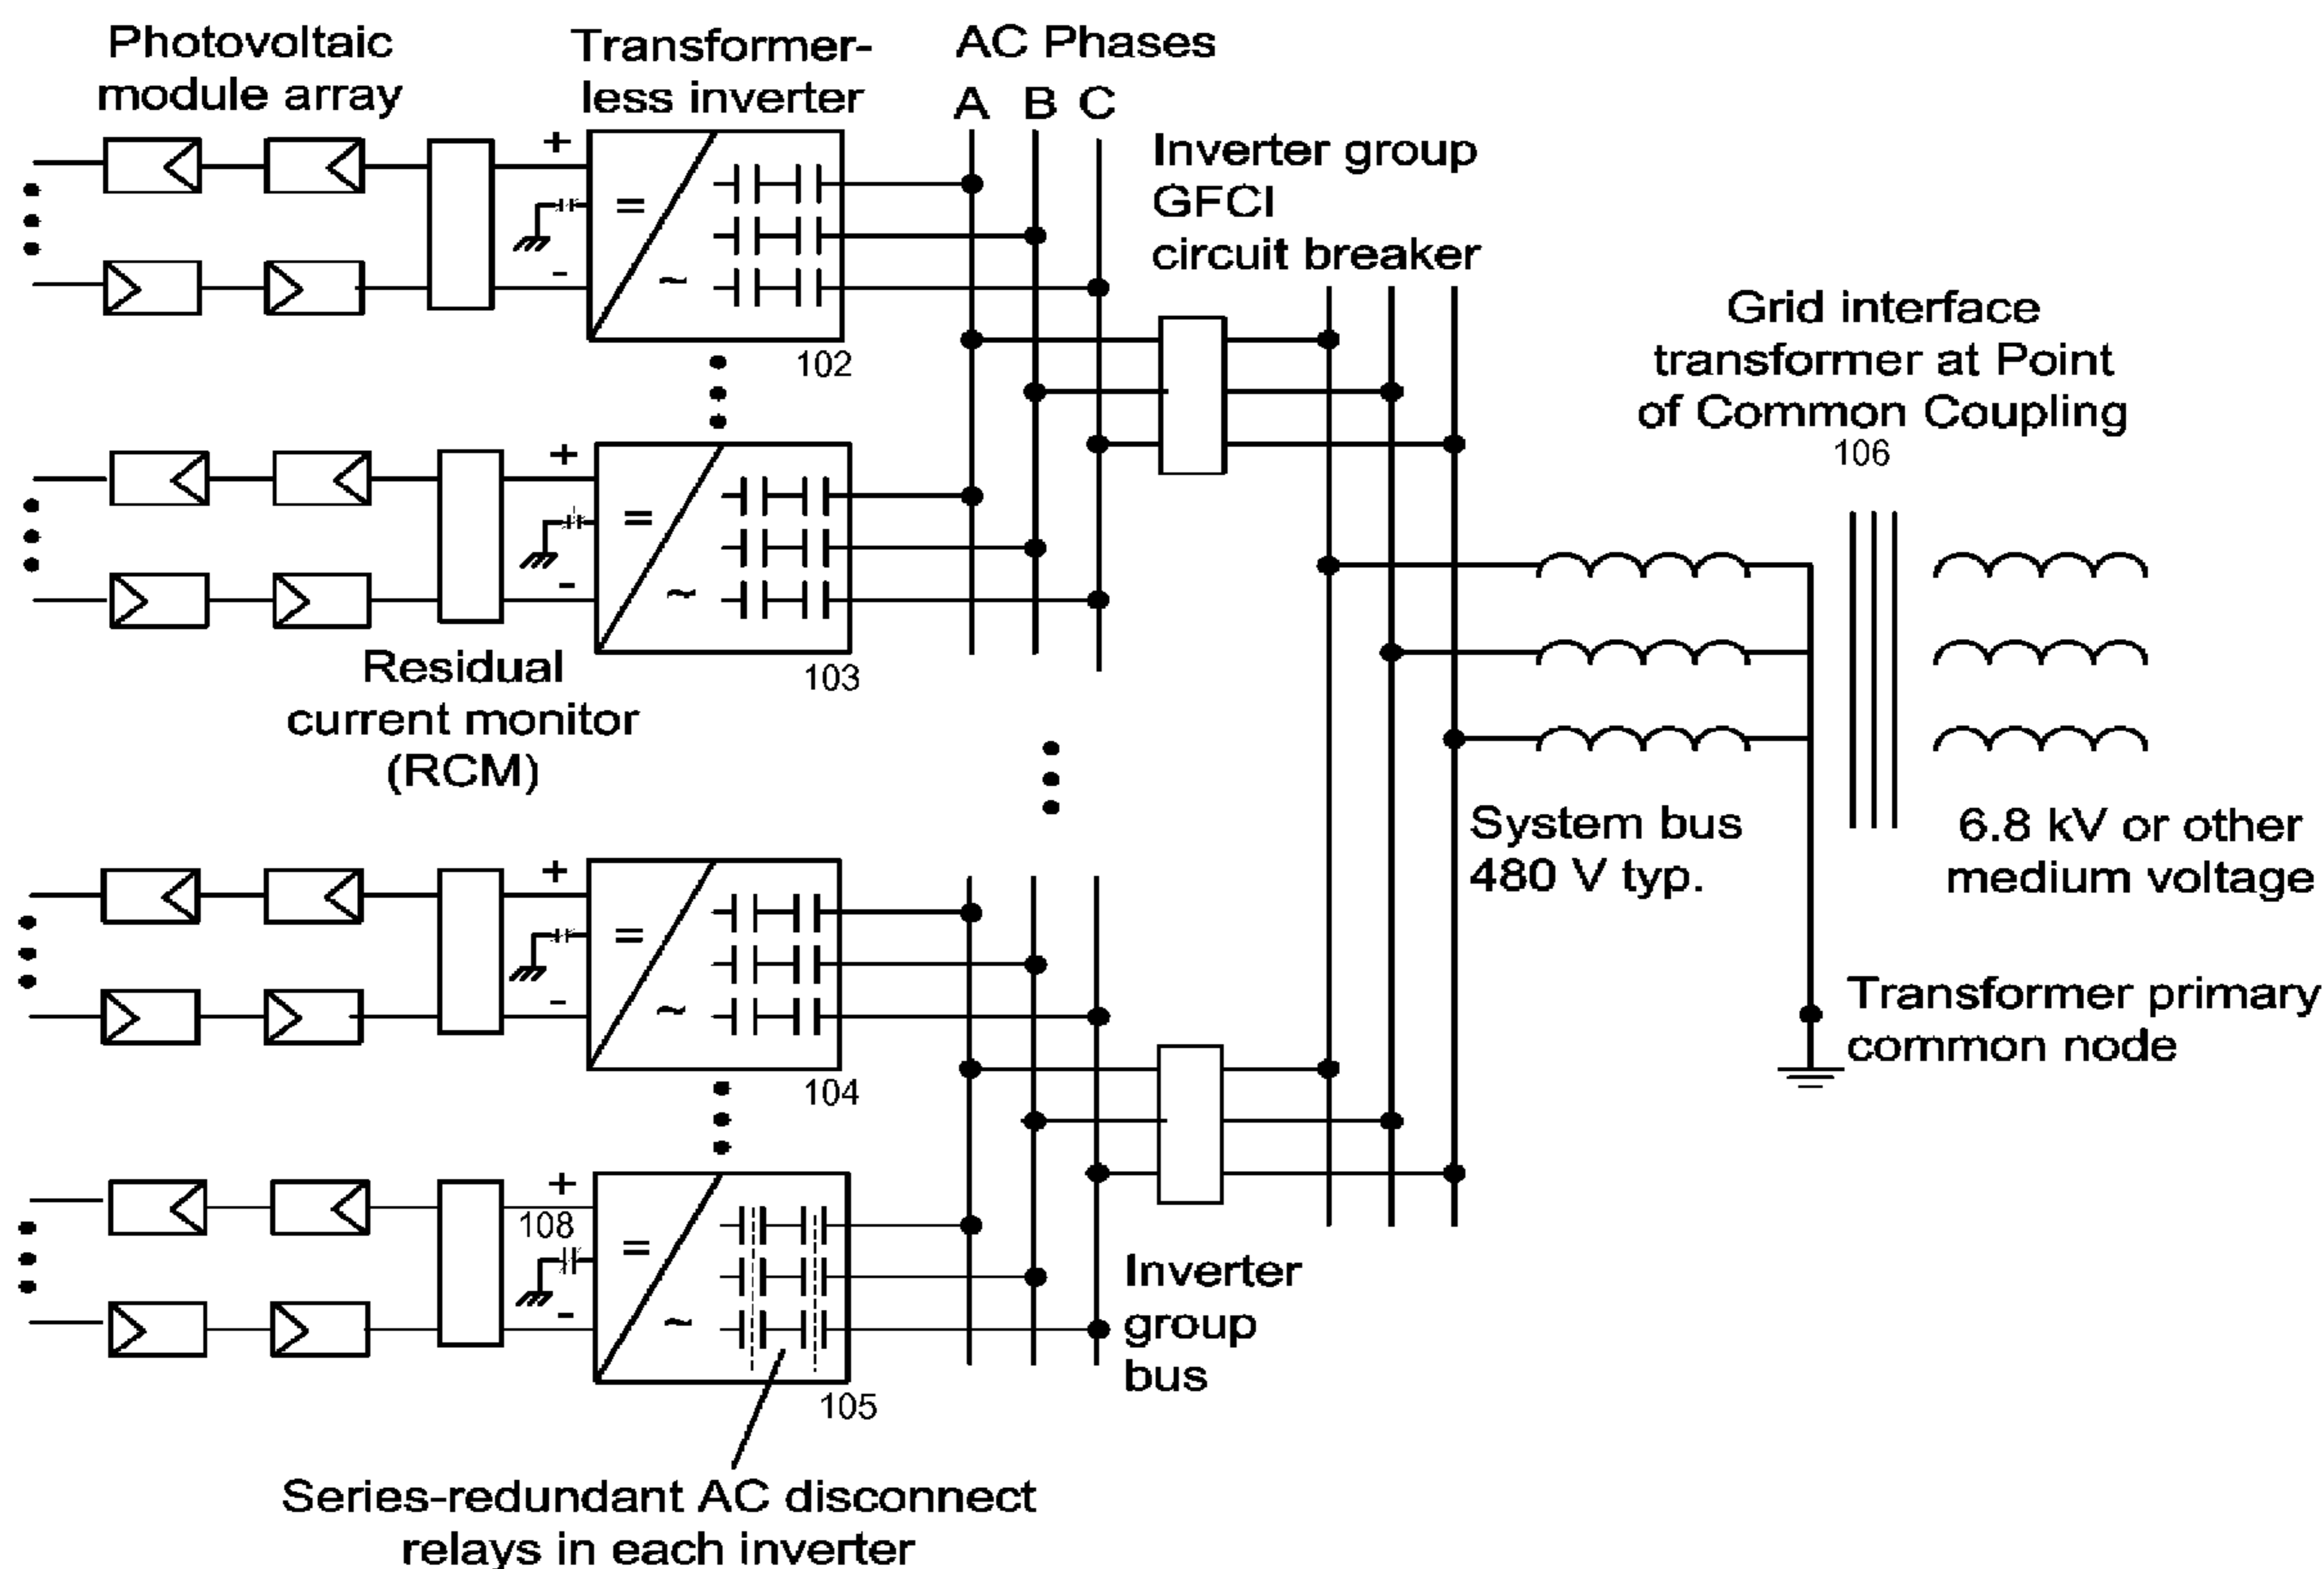 Photovoltaic
module array
Transformer-
less inverter
AC Phases
A B C
Inverter group
GFCI
circuit breaker
Grid interface
transformer at Point
of Common Coupling
106
+
=
-
~
102
+
=
-
~
103
Residual
current monitor
(RCM)
System bus
480 V typ.
6.8 kV or other
medium voltage
+
=
-
~
104
Transformer primary
common node
+
108
=
-
~
105
Inverter
group
bus
Series-redundant AC disconnect
relays in each inverter